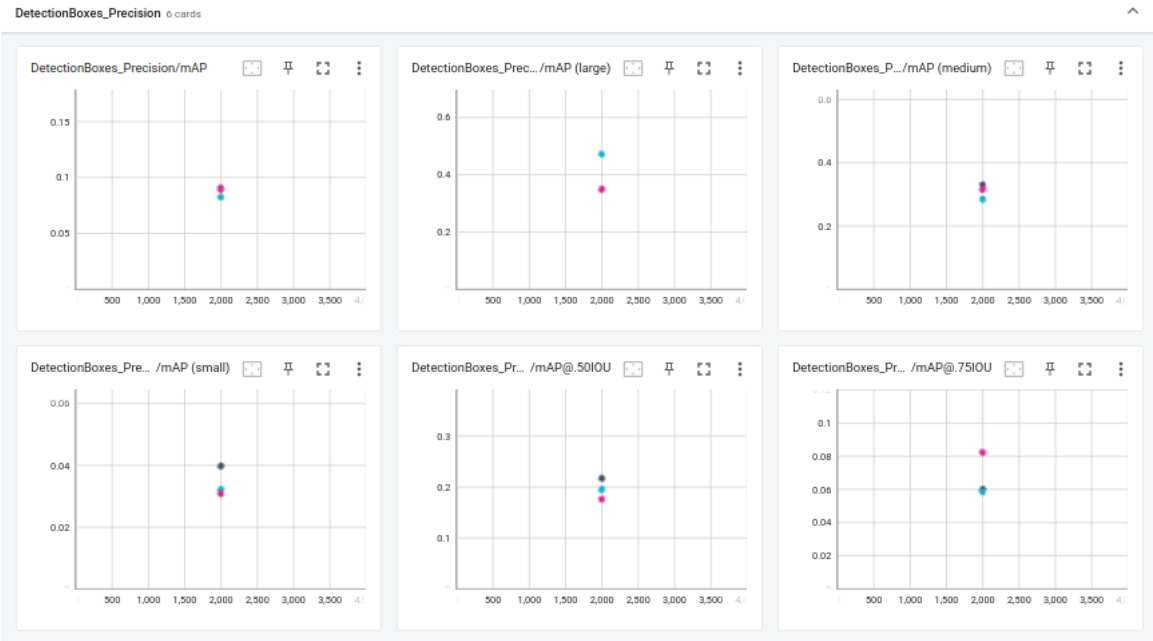 DetectionBoxes_Precision 6 cards
DetectionBoxes_Precision/mAP
0.15
0.1
0.05
500 1,000 1,500 2,000 2,500 3,000 3,500
DetectionBoxes_Prec.../mAP (large)
0.6
0.4
0.2
500 1,000 1,500 2,000 2,500 3,000 3,500
DetectionBoxes_P.../mAP (medium)
0.6
0.4
0.2
500 1,000 1,500 2,000 2,500 3,000 3,500
DetectionBoxes_Pre... /mAP (small)
0.06
0.04
0.02
500 1,000 1,500 2,000 2,500 3,000 3,500
DetectionBoxes_Pr... /mAP@.50IOU
0.3
0.2
0.1
500 1,000 1,500 2,000 2,500 3,000 3,500
DetectionBoxes_Pr... /mAP@.75IOU
0.1
0.08
0.06
0.04
0.02
500 1,000 1,500 2,000 2,500 3,000 3,500